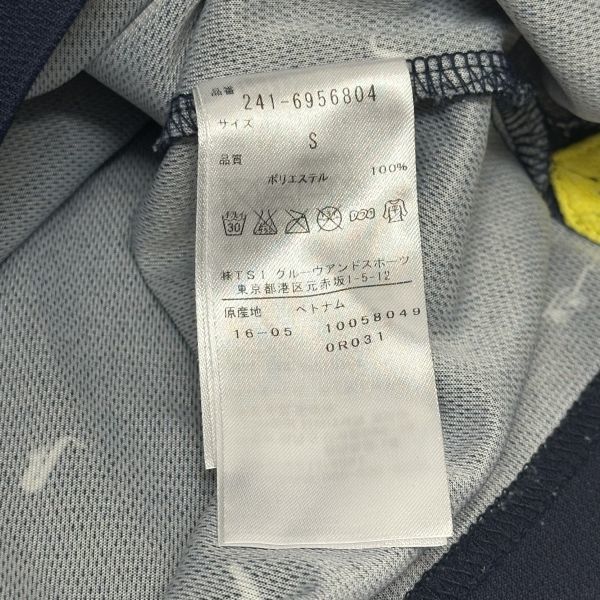 品番 241-6956804
サイズ
S
品質
ポリエステル 100%
30
株TSI グルーヴアンドスポーツ
東京都港区元赤坂1-5-12
原産地 ベトナム
16-05 10058049
0R031